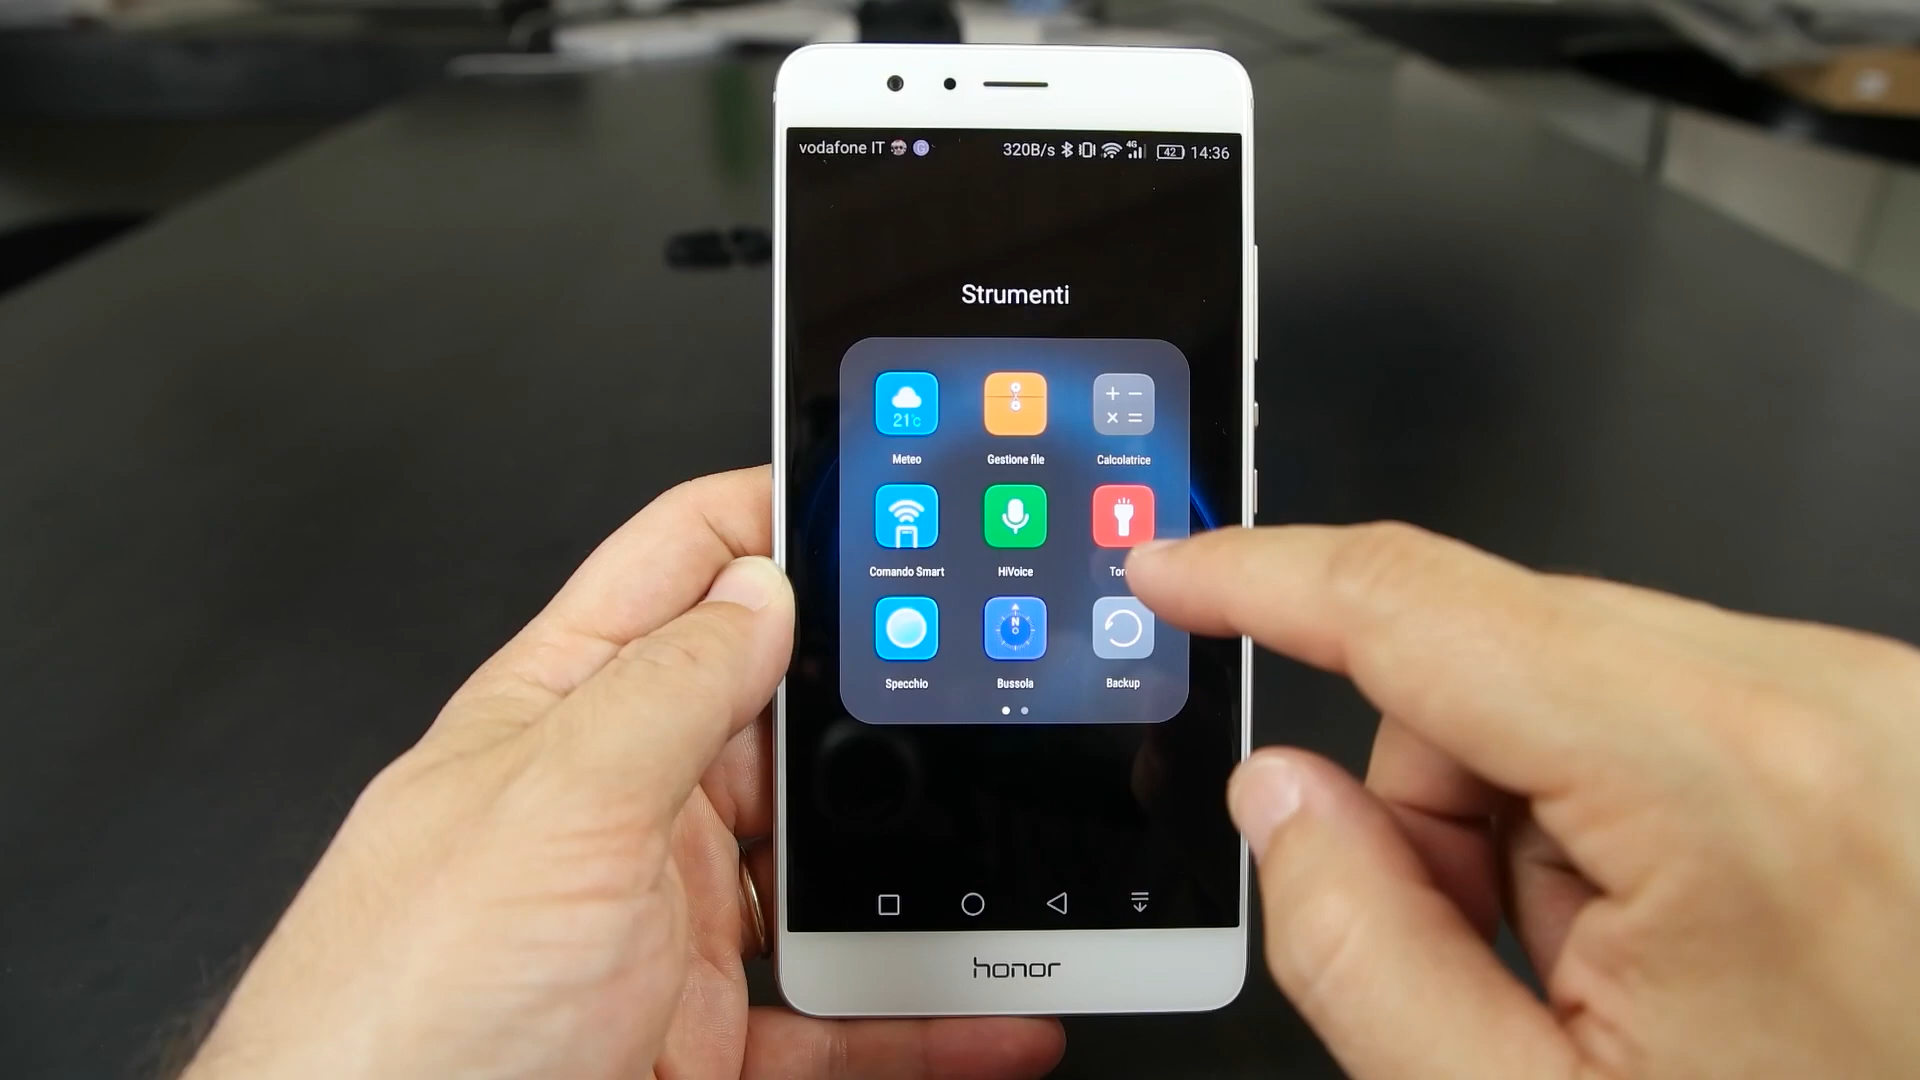 vodafone IT 320B/s 4G 42 14:36
Strumenti
21°C
Meteo Gestione file Calcolatrice
Comando Smart HiVoice
N
Specchio Bussola Backup
honor